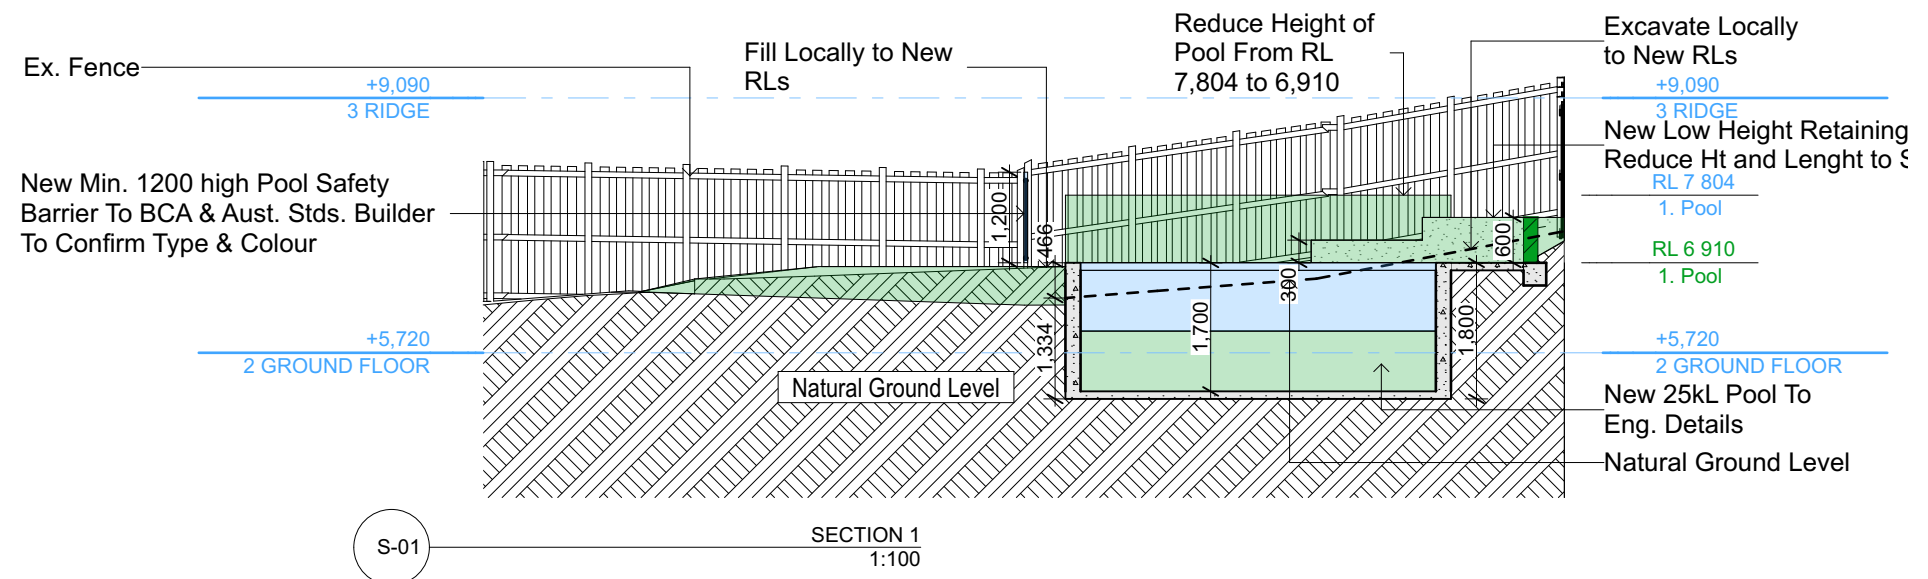 Ex. Fence
+9,090
3 RIDGE
Fill Locally to New
RLs
Reduce Height of
Pool From RL
7,804 to 6,910
Excavate Locally
to New RLs
+9,090
3 RIDGE
New Low Height Retaining
Reduce Ht and Lenght to S
RL 7 804
1. Pool
RL 6 910
1. Pool
New Min. 1200 high Pool Safety
Barrier To BCA & Aust. Stds. Builder
To Confirm Type & Colour
1,200
466
600
300
1,700
1,800
1,334
+5,720
2 GROUND FLOOR
+5,720
2 GROUND FLOOR
Natural Ground Level
New 25kL Pool To
Eng. Details
Natural Ground Level
S-01
SECTION 1
1:100